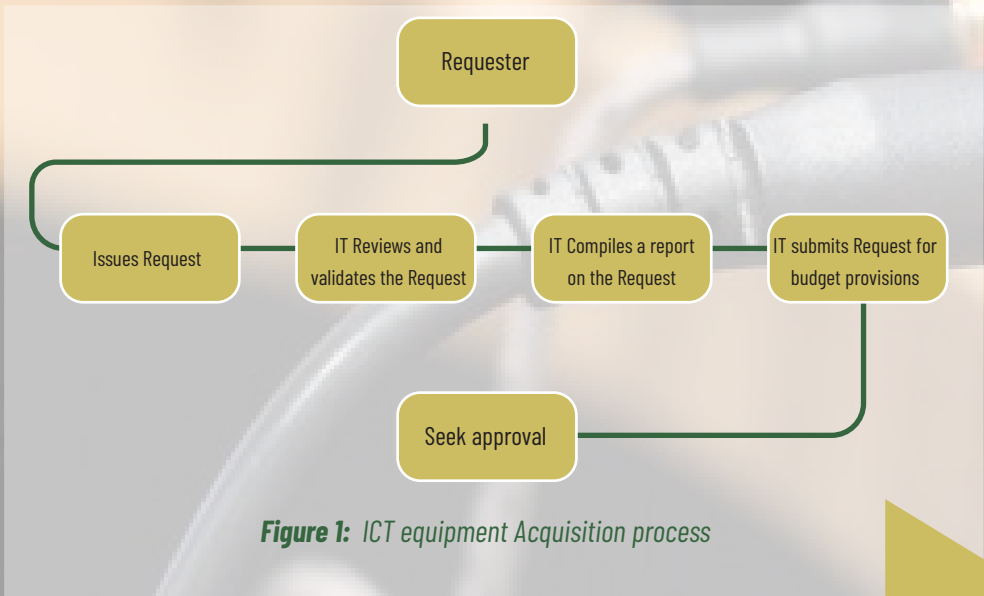 Requester
Issues Request
IT Reviews and
validates the Request
IT Compiles a report
on the Request
IT submits Request for
budget provisions
Seek approval
Figure 1: ICT equipment Acquisition process